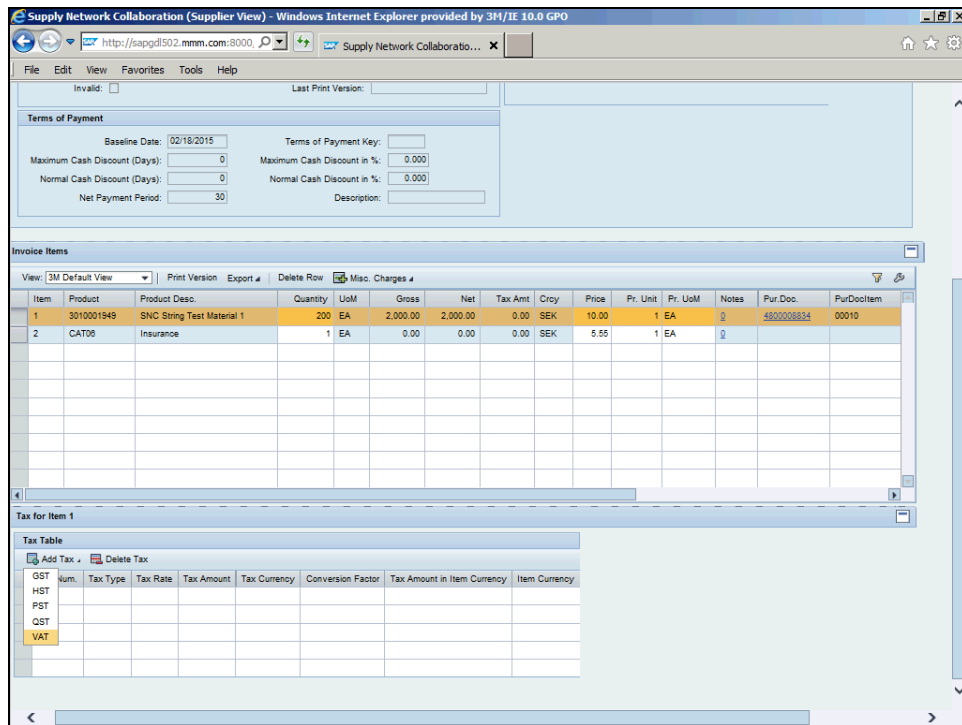 Supply Network Collaboration (Supplier View) - Windows Internet Explorer provided by 3M/IE 10.0 GPO
http://sapgdl502.mmm.com:8000, Supply Network Collaboratio...
File Edit View Favorites Tools Help
Invalid: Last Print Version:
Terms of Payment
Baseline Date: 02/18/2015 Terms of Payment Key:
Maximum Cash Discount (Days): 0 Maximum Cash Discount in %: 0.000
Normal Cash Discount (Days): 0 Normal Cash Discount in %: 0.000
Net Payment Period: 30 Description:
Invoice Items
View: 3M Default View Print Version Export Delete Row Misc. Charges
Item Product Product Desc. Quantity UoM Gross Net Tax Amt Crcy Price Pr. Unit Pr. UoM Notes Pur.Doc. PurDocItem
1 3010001949 SNC String Test Material 1 200 EA 2,000.00 2,000.00 0.00 SEK 10.00 1 EA 0 4800008834 00010
2 CAT06 Insurance 1 EA 0.00 0.00 0.00 SEK 5.55 1 EA 0
Tax for Item 1
Tax Table
Add Tax Delete Tax
Num. Tax Type Tax Rate Tax Amount Tax Currency Conversion Factor Tax Amount in Item Currency Item Currency
GST
HST
PST
QST
VAT